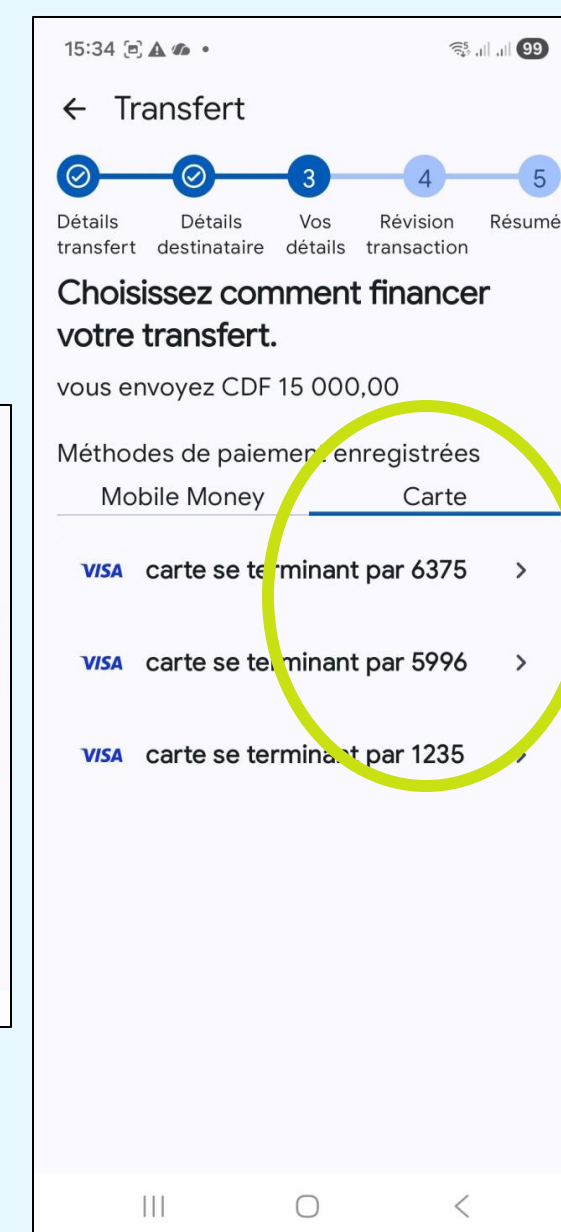 15:34
99
Transfert
3 4 5
Détails Détails Vos Révision Résumé
transfert destinataire détails transaction
Choisissez comment financer
votre transfert.
vous envoyez CDF 15 000,00
Méthodes de paiement enregistrées
Mobile Money Carte
VISA carte se terminant par 6375
VISA carte se terminant par 5996
VISA carte se terminant par 1235